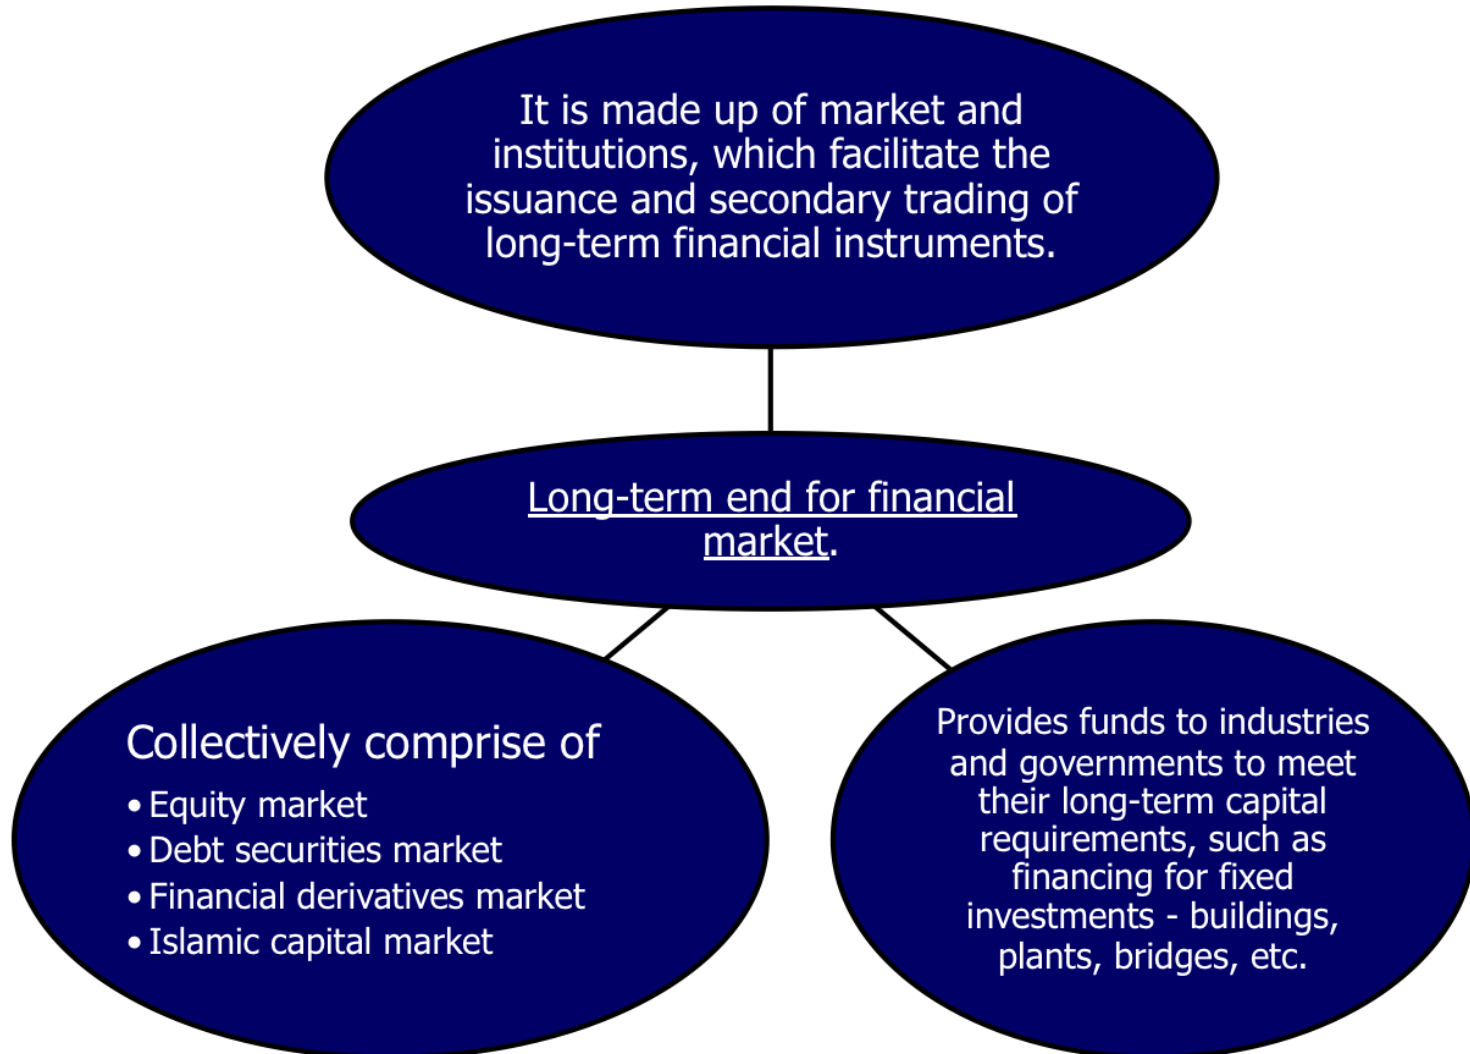 It is made up of market and
institutions, which facilitate the
issuance and secondary trading of
long-term financial instruments.
Long-term end for financial
market.
Collectively comprise of
• Equity market
• Debt securities market
• Financial derivatives market
• Islamic capital market
Provides funds to industries
and governments to meet
their long-term capital
requirements, such as
financing for fixed
investments - buildings,
plants, bridges, etc.